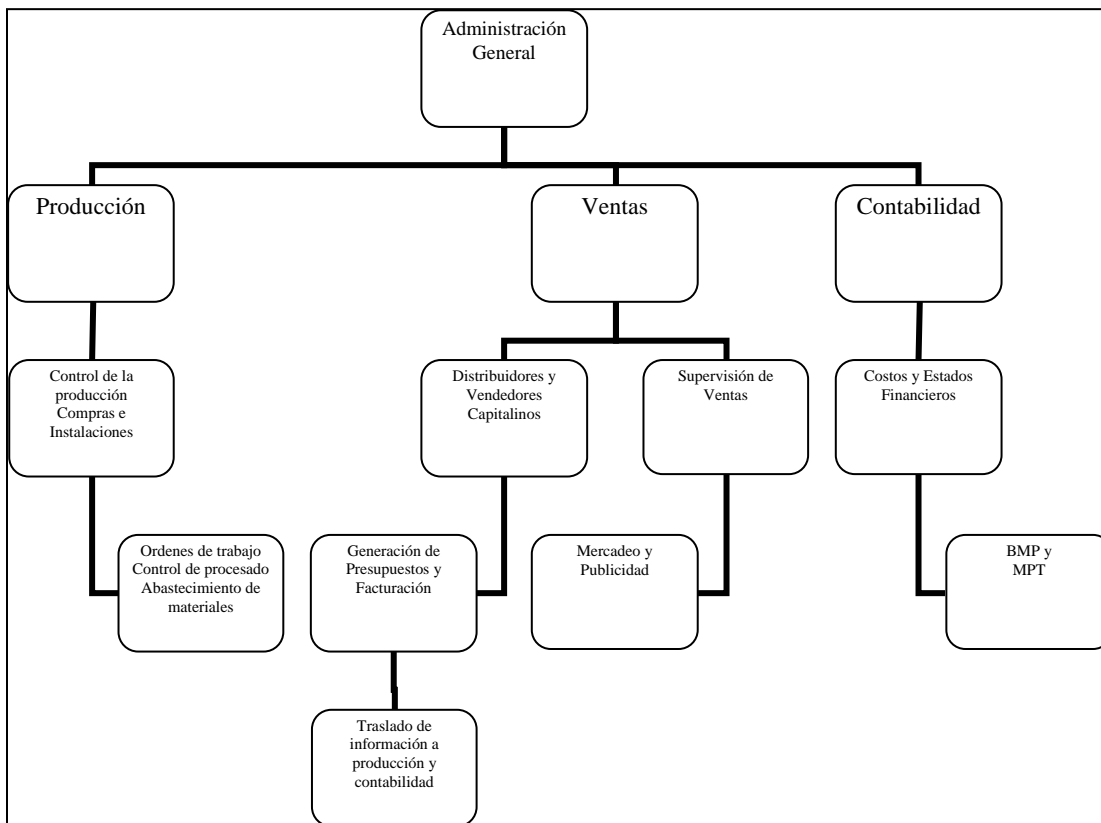 Administración
General
Producción
Ventas
Contabilidad
Control de la
producción
Compras e
Instalaciones
Distribuidores y
Vendedores
Capitalinos
Supervisión de
Ventas
Costos y Estados
Financieros
Ordenes de trabajo
Control de procesado
Abastecimiento de
materiales
Generación de
Presupuestos y
Facturación
Mercadeo y
Publicidad
BMP y
MPT
Traslado de
información a
producción y
contabilidad